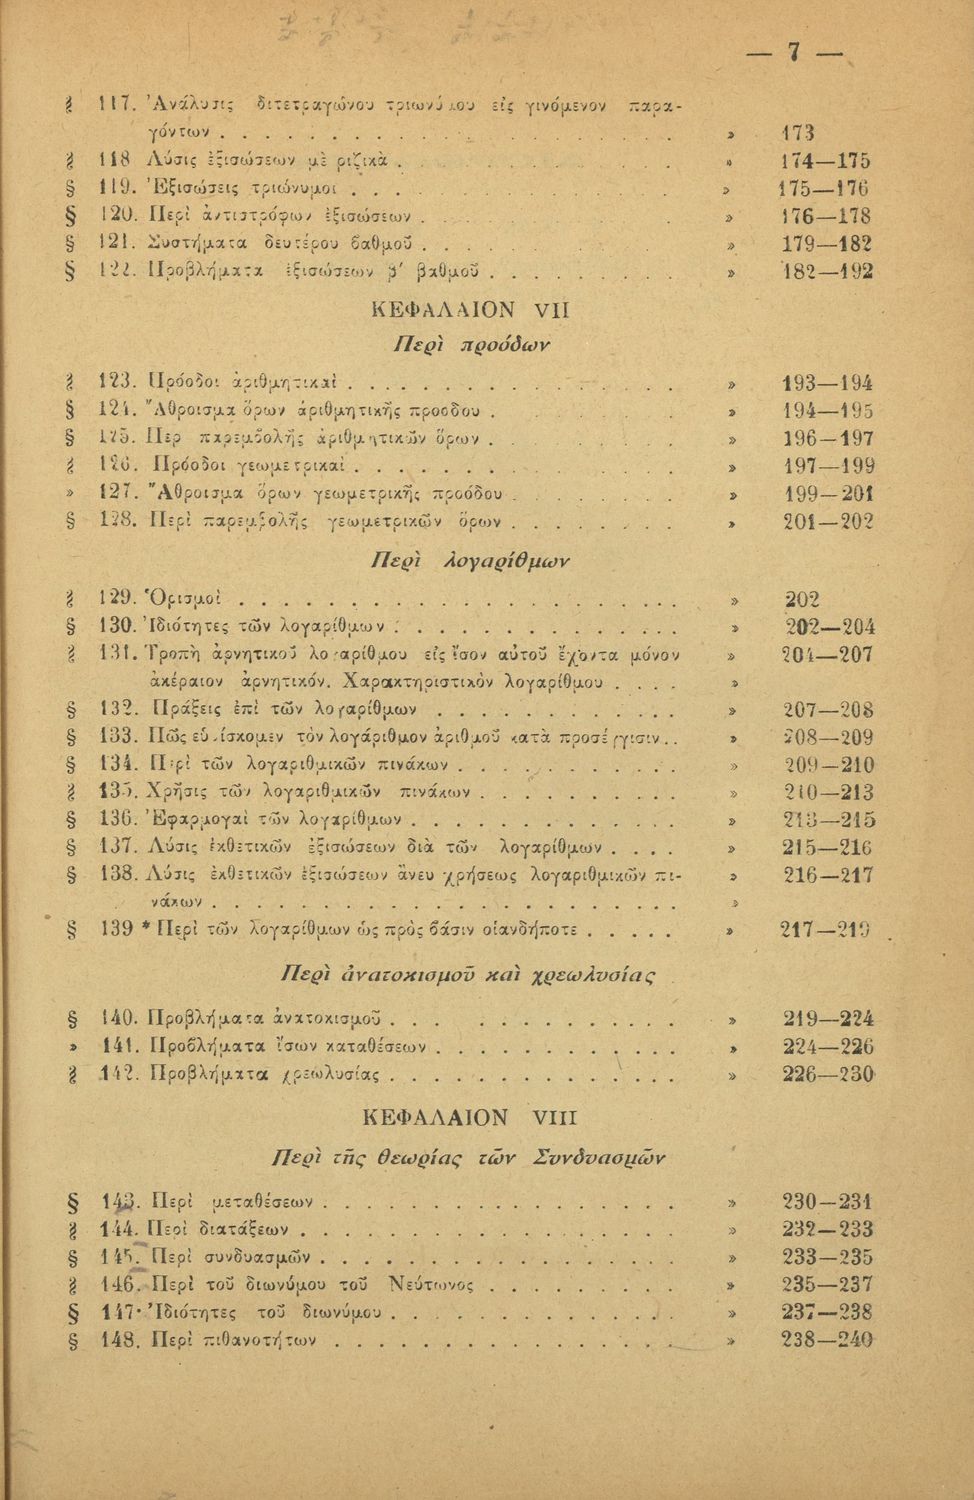 — 7 —
§ 117. Ἀνάλυσις διτετραγώνου τριωνύμου εἰς γινόμενον παρα-
γόντων . . . . . . . . . . . . . . . . » 173
§ 118 Λύσις ἐξισώσεων μὲ ριζικὰ . . . . . . . . . . » 174—175
§ 119. Ἐξισώσεις τριώνυμοι . . . . . . . . . . . . » 175—176
§ 120. Περὶ ἀντιστρόφων ἐξισώσεων . . . . . . . . . » 176—178
§ 121. Συστήματα δευτέρου βαθμοῦ . . . . . . . . . » 179—182
§ 122. Προβλήματα ἐξισώσεων β' βαθμοῦ . . . . . . . » 182—192
ΚΕΦΑΛΑΙΟΝ VII
Περὶ προόδων
§ 123. Πρόοδοι ἀριθμητικαὶ . . . . . . . . . . . . » 193—194
§ 124. Ἄθροισμα ὅρων ἀριθμητικῆς προόδου . . . . . . . » 194—195
§ 125. Περ παρεμβολῆς ἀριθμητικῶν ὅρων . . . . . . . » 196—197
§ 126. Πρόοδοι γεωμετρικαὶ . . . . . . . . . . . . » 197—199
» 127. Ἄθροισμα ὅρων γεωμετρικῆς προόδου . . . . . . » 199—201
§ 128. Περὶ παρεμβολῆς γεωμετρικῶν ὅρων . . . . . . » 201—202
Περὶ λογαρίθμων
§ 129. Ὁρισμοὶ . . . . . . . . . . . . . . . » 202
§ 130. Ἰδιότητες τῶν λογαρίθμων . . . . . . . . . . » 202—204
§ 131. Τροπὴ ἀρνητικοῦ λογαρίθμου εἰς ἴσον αὐτοῦ ἔχοντα μόνον » 204—207
ἀκέραιον ἀρνητικόν. Χαρακτηριστικὸν λογαρίθμου . . . . »
§ 132. Πράξεις ἐπὶ τῶν λογαρίθμων . . . . . . . . . » 207—208
§ 133. Πῶς εὑρίσκομεν τὸν λογάριθμον ἀριθμοῦ κατὰ προσέγγισιν . . » 208—209
§ 134. Περὶ τῶν λογαριθμικῶν πινάκων . . . . . . . . » 209—210
§ 135. Χρῆσις τῶν λογαριθμικῶν πινάκων . . . . . . . » 210—213
§ 136. Ἐφαρμογαὶ τῶν λογαρίθμων . . . . . . . . . . » 213—215
§ 137. Λύσις ἐκθετικῶν ἐξισώσεων διὰ τῶν λογαρίθμων . . . . » 215—216
§ 138. Λύσις ἐκθετικῶν ἐξισώσεων ἄνευ χρήσεως λογαριθμικῶν πι- » 216—217
νάκων . . . . . . . . . . . . . . . . »
§ 139 * Περὶ τῶν λογαρίθμων ὡς πρὸς βάσιν οἱανδήποτε . . . . . » 217—219
Περὶ ἀνατοκισμοῦ καὶ χρεωλυσίας
§ 140. Προβλήματα ἀνατοκισμοῦ . . . . . . . . . . » 219—224
» 141. Προβλήματα ἴσων καταθέσεων . . . . . . . . . » 224—226
§ 142. Προβλήματα χρεωλυσίας . . . . . . . . . . . » 226—230
ΚΕΦΑΛΑΙΟΝ VIII
Περὶ τῆς θεωρίας τῶν Συνδυασμῶν
§ 143. Περὶ μεταθέσεων . . . . . . . . . . . . . » 230—231
§ 144. Περὶ διατάξεων . . . . . . . . . . . . . » 232—233
§ 145. Περὶ συνδυασμῶν . . . . . . . . . . . . . » 233—235
§ 146. Περὶ τοῦ διωνύμου τοῦ Νεύτωνος . . . . . . . » 235—237
§ 147· Ἰδιότητες τοῦ διωνύμου . . . . . . . . . . . » 237—238
§ 148. Περὶ πιθανοτήτων . . . . . . . . . . . . » 238—240